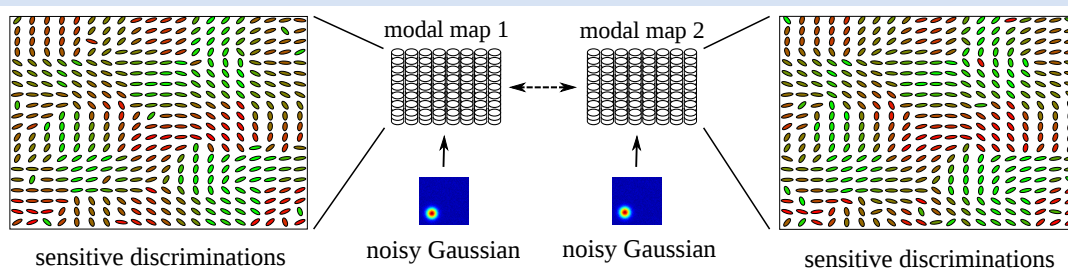 modal map 1
modal map 2
noisy Gaussian
noisy Gaussian
sensitive discriminations
sensitive discriminations